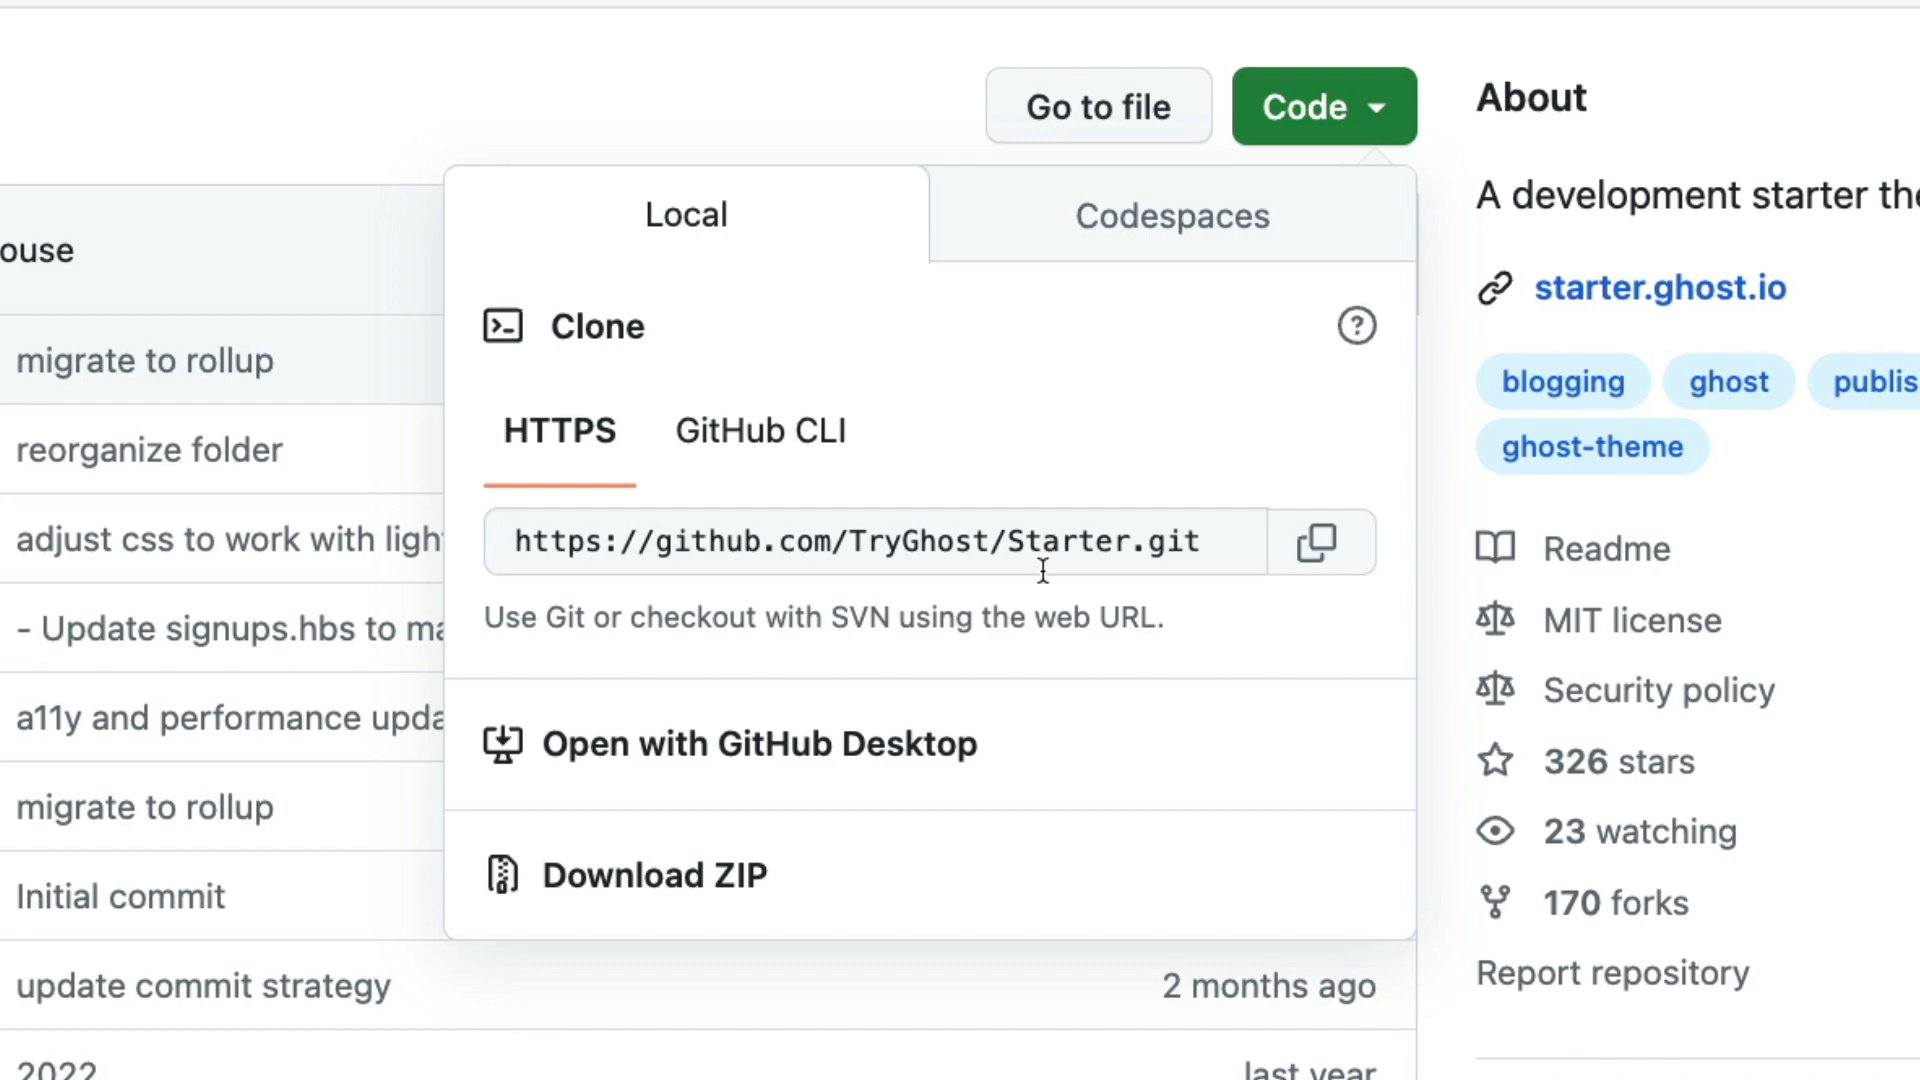 Go to file
Code
About
A development starter the
starter.ghost.io
blogging
ghost
publis
ghost-theme
Readme
MIT license
Security policy
326 stars
23 watching
170 forks
Report repository
Local
Codespaces
Clone
HTTPS
GitHub CLI
https://github.com/TryGhost/Starter.git
Use Git or checkout with SVN using the web URL.
Open with GitHub Desktop
Download ZIP
ouse
migrate to rollup
reorganize folder
adjust css to work with ligh
- Update signups.hbs to ma
a11y and performance upda
migrate to rollup
Initial commit
update commit strategy
2 months ago
2022
last year